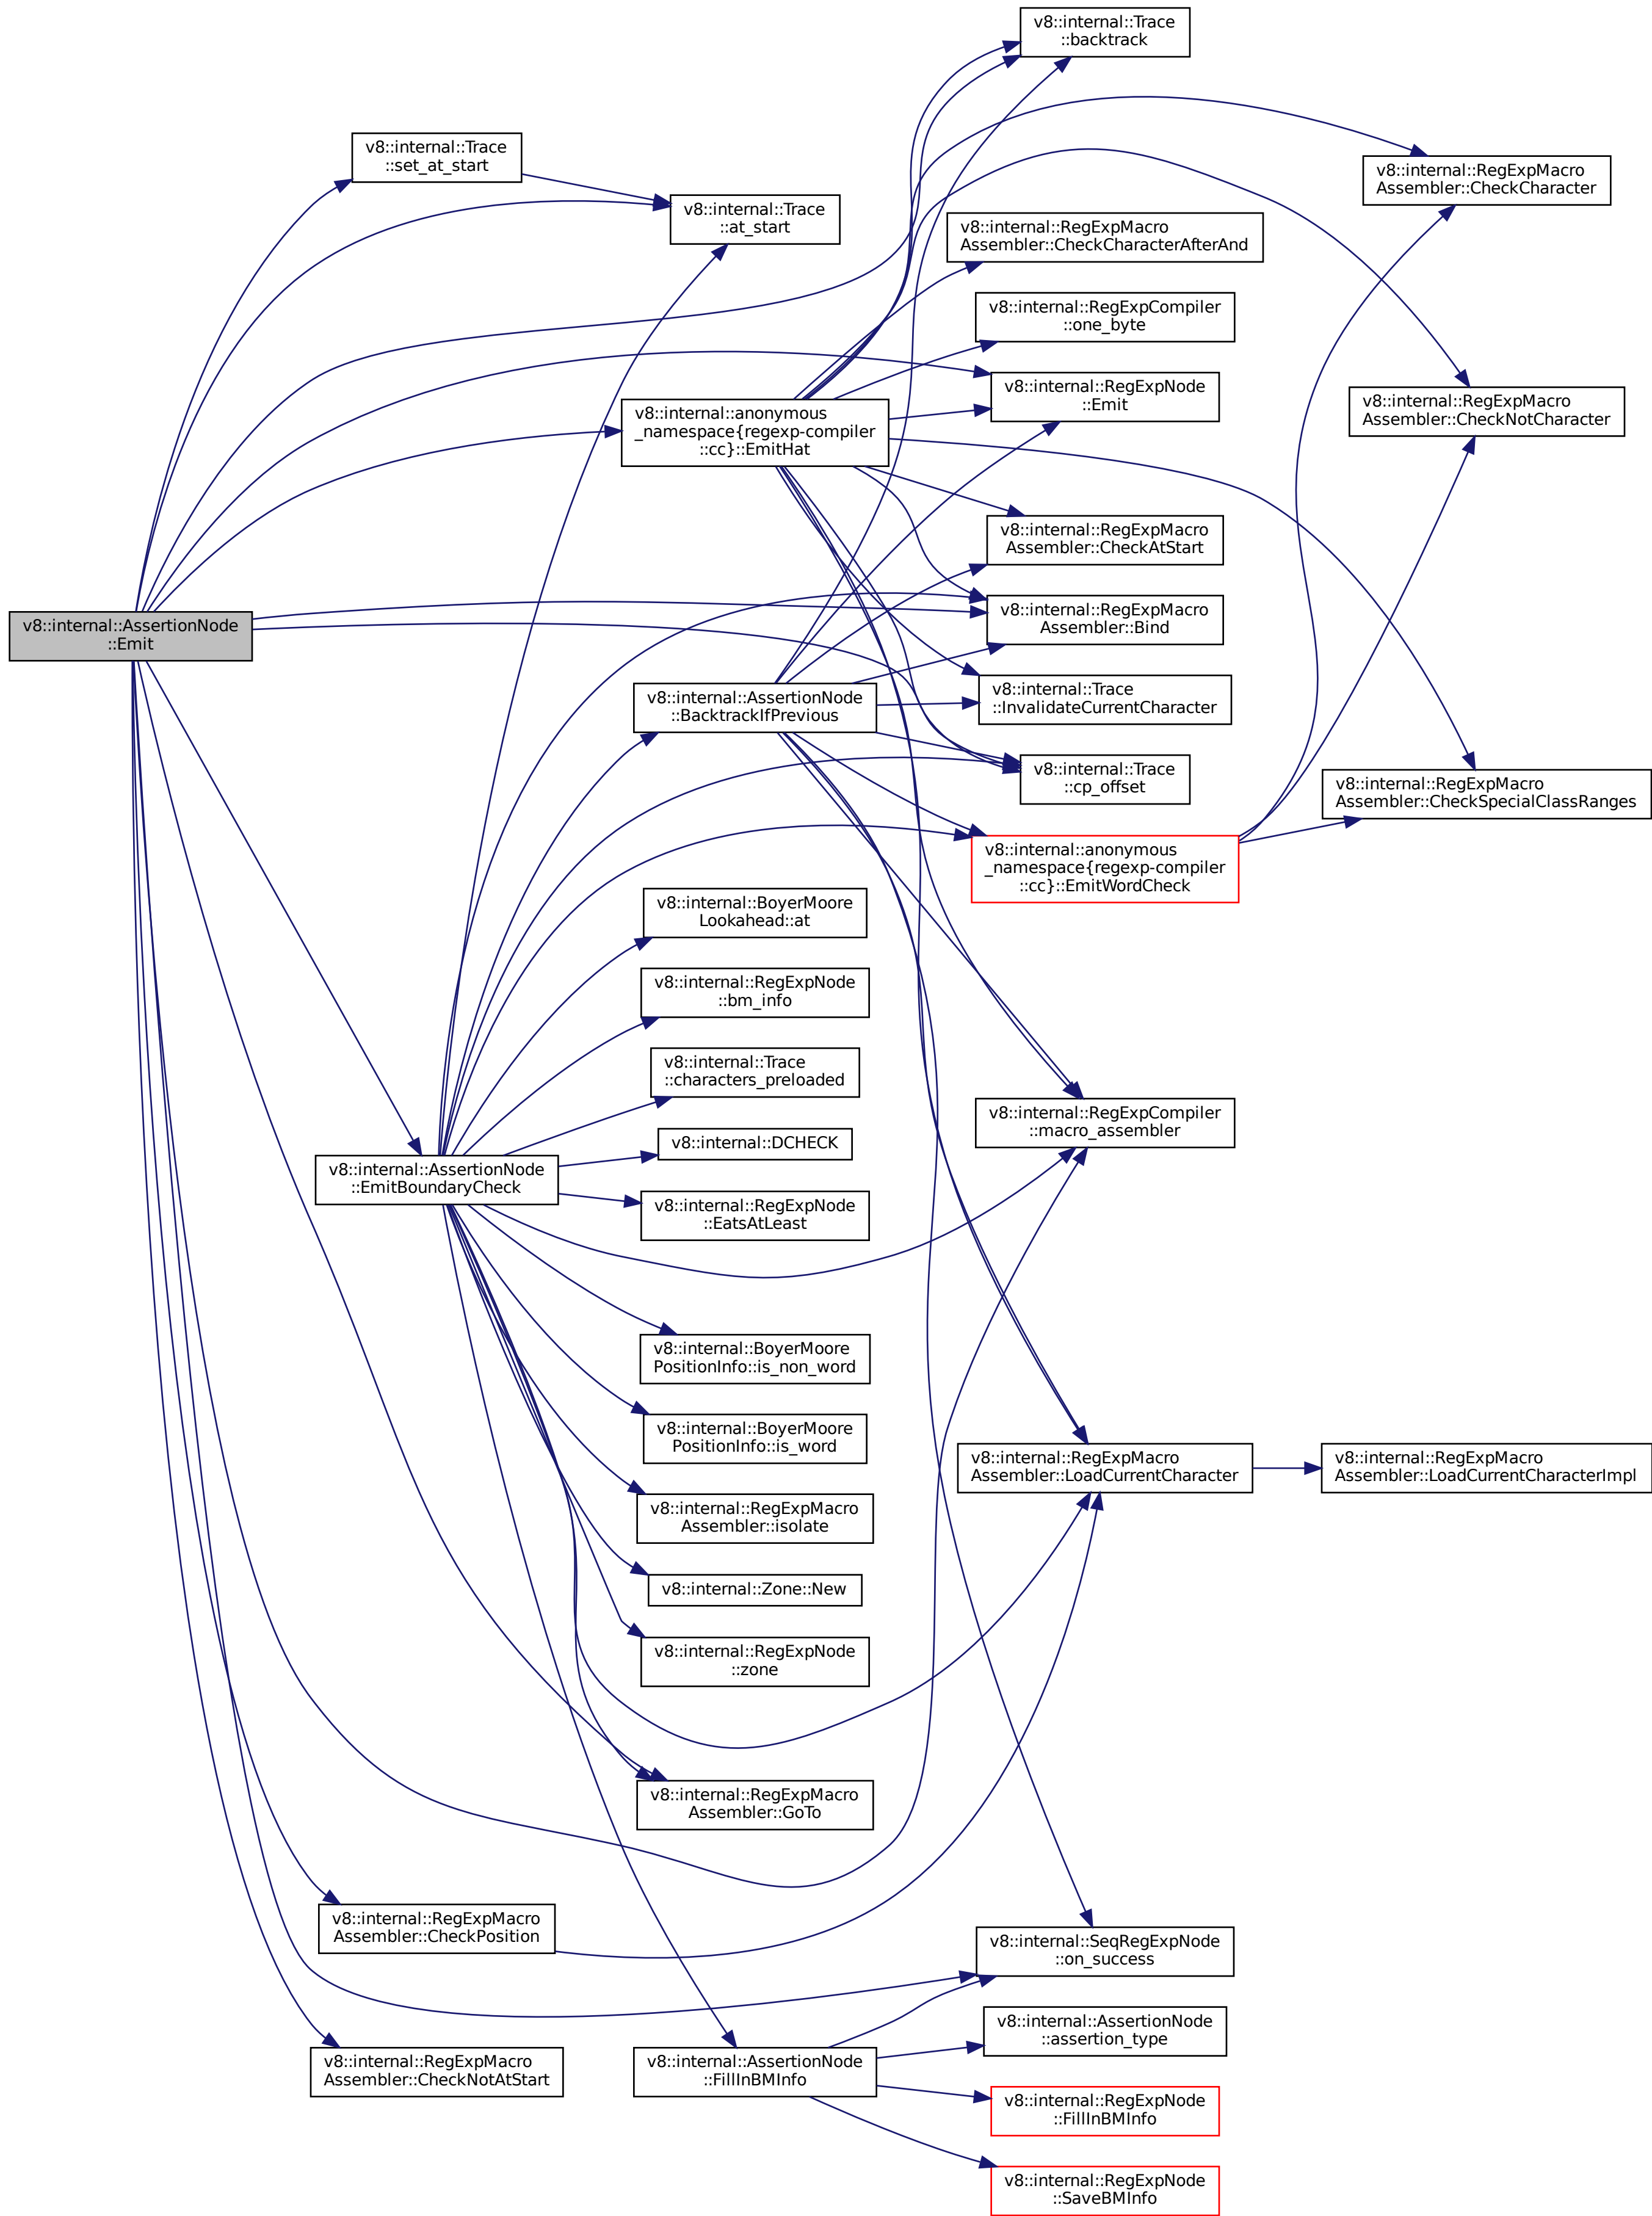 v8::internal::Trace
::backtrack
v8::internal::Trace
::set_at_start
v8::internal::RegExpMacro
Assembler::CheckCharacter
v8::internal::Trace
::at_start
v8::internal::RegExpMacro
Assembler::CheckCharacterAfterAnd
v8::internal::RegExpCompiler
::one_byte
v8::internal::RegExpNode
::Emit
v8::internal::RegExpMacro
Assembler::CheckNotCharacter
v8::internal::anonymous
_namespace{regexp-compiler
::cc}::EmitHat
v8::internal::RegExpMacro
Assembler::CheckAtStart
v8::internal::AssertionNode
::Emit
v8::internal::RegExpMacro
Assembler::Bind
v8::internal::AssertionNode
::BacktrackIfPrevious
v8::internal::Trace
::InvalidateCurrentCharacter
v8::internal::Trace
::cp_offset
v8::internal::RegExpMacro
Assembler::CheckSpecialClassRanges
v8::internal::anonymous
_namespace{regexp-compiler
::cc}::EmitWordCheck
v8::internal::BoyerMoore
Lookahead::at
v8::internal::RegExpNode
::bm_info
v8::internal::Trace
::characters_preloaded
v8::internal::RegExpCompiler
::macro_assembler
v8::internal::DCHECK
v8::internal::AssertionNode
::EmitBoundaryCheck
v8::internal::RegExpNode
::EatsAtLeast
v8::internal::BoyerMoore
PositionInfo::is_non_word
v8::internal::BoyerMoore
PositionInfo::is_word
v8::internal::RegExpMacro
Assembler::LoadCurrentCharacter
v8::internal::RegExpMacro
Assembler::LoadCurrentCharacterImpl
v8::internal::RegExpMacro
Assembler::isolate
v8::internal::Zone::New
v8::internal::RegExpNode
::zone
v8::internal::RegExpMacro
Assembler::GoTo
v8::internal::RegExpMacro
Assembler::CheckPosition
v8::internal::SeqRegExpNode
::on_success
v8::internal::AssertionNode
::assertion_type
v8::internal::RegExpMacro
Assembler::CheckNotAtStart
v8::internal::AssertionNode
::FillInBMInfo
v8::internal::RegExpNode
::FillInBMInfo
v8::internal::RegExpNode
::SaveBMInfo